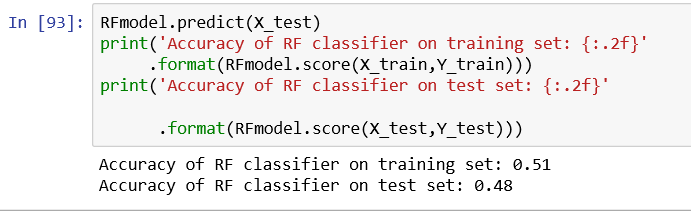 In [93]: RFmodel.predict(X_test)
print('Accuracy of RF classifier on training set: {:.2f}'
.format(RFmodel.score(X_train,Y_train)))
print('Accuracy of RF classifier on test set: {:.2f}'
.format(RFmodel.score(X_test,Y_test)))
Accuracy of RF classifier on training set: 0.51
Accuracy of RF classifier on test set: 0.48